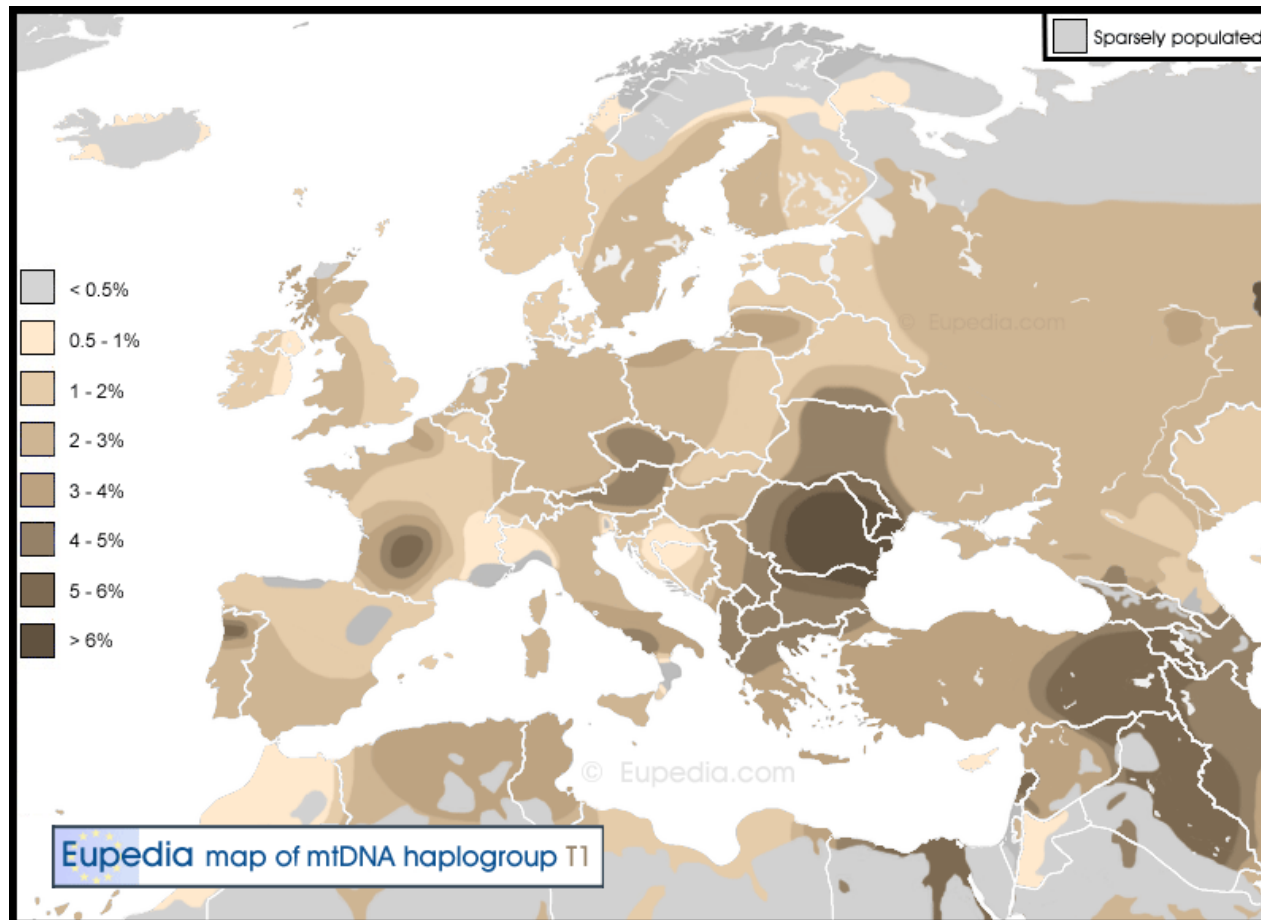 Sparsely populated
< 0.5%
0.5 - 1%
1 - 2%
2 - 3%
3 - 4%
4 - 5%
5 - 6%
> 6%
© Eupedia.com
© Eupedia.com
Eupedia map of mtDNA haplogroup T1